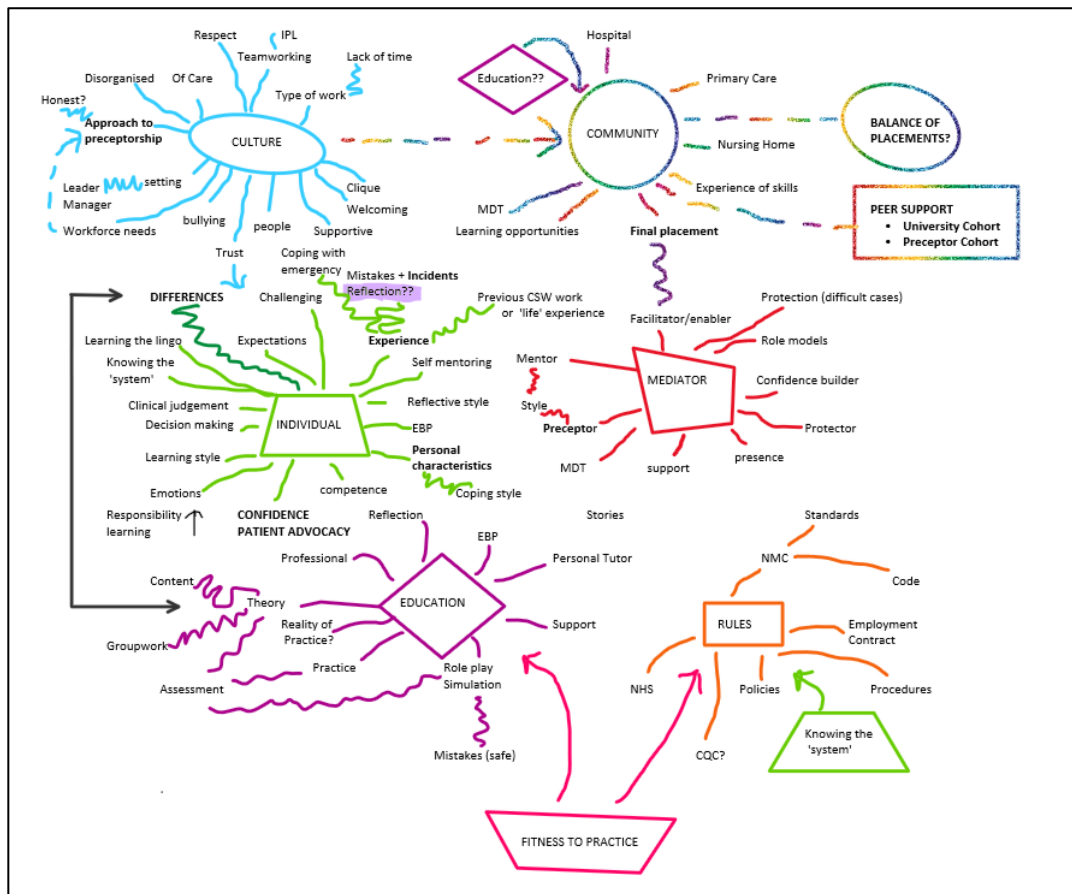 Respect
IPL
Teamworking
Lack of time
Disorganised
Of Care
Type of work
Honest?
Approach to
preceptorship
CULTURE
Leader
Manager
setting
Workforce needs
bullying
people
Clique
Welcoming
Supportive
Trust
Hospital
Education??
Primary Care
COMMUNITY
BALANCE OF
PLACEMENTS?
Nursing Home
Experience of skills
MDT
Learning opportunities
Final placement
PEER SUPPORT
• University Cohort
• Preceptor Cohort
DIFFERENCES
Coping with
emergency
Challenging
Mistakes + Incidents
Reflection??
Previous CSW work
or 'life' experience
Learning the lingo
Expectations
Experience
Knowing the
'system'
Self mentoring
Clinical judgement
Decision making
INDIVIDUAL
Reflective style
EBP
Learning style
Personal
characteristics
Emotions
competence
Coping style
Responsibility
learning
CONFIDENCE
PATIENT ADVOCACY
Protection (difficult cases)
Facilitator/enabler
Role models
Mentor
MEDIATOR
Confidence builder
Style
Preceptor
Protector
MDT
support
presence
Reflection
Stories
Professional
EBP
Personal Tutor
Content
Theory
EDUCATION
Groupwork
Reality of
Practice?
Support
Assessment
Practice
Role play
Simulation
Mistakes (safe)
Standards
NMC
Code
RULES
Employment
Contract
NHS
Policies
Procedures
CQC?
Knowing the
'system'
FITNESS TO PRACTICE